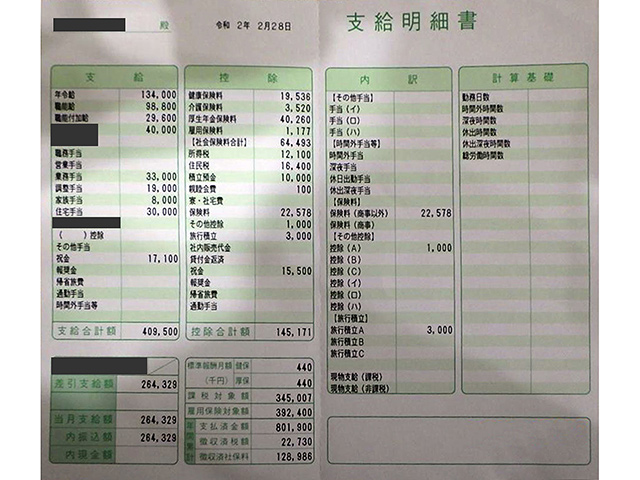 殿 令和 2年 2月28日
支給明細書
支給
年令給 134,000
職能給 98,800
職能付加給 29,600
40,000
職務手当
営業手当
業務手当 33,000
調整手当 19,000
家族手当 8,000
住宅手当 30,000
( )控除
その他手当
祝金 17,100
報奨金
帰省旅費
通勤手当
時間外手当等
支給合計額 409,500
控除
健康保険料 19,536
介護保険料 3,520
厚生年金保険料 40,260
雇用保険料 1,177
【社会保険料合計】 64,493
所得税 12,100
住民税 16,400
積立預金 10,000
親睦会費 100
寮・社宅費
保険料 22,578
その他控除 1,000
旅行積立 3,000
社内販売代金
貸付金返済
祝金 15,500
報奨金
帰省旅費
通勤手当
控除合計額 145,171
内訳
【その他手当】
手当(イ)
手当(ロ)
手当(ハ)
【時間外手当等】
時間外手当
深夜手当
休日出勤手当
休出深夜手当
【保険料】
保険料(商事以外) 22,578
保険料(商事)
【その他控除】
控除(A) 1,000
控除(B)
控除(C)
控除(イ)
控除(ロ)
控除(ハ)
【旅行積立】
旅行積立A 3,000
旅行積立B
旅行積立C
現物支給(課税)
現物支給(非課税)
計算基礎
勤務日数
時間外時間数
深夜時間数
休出時間数
休出深夜時間数
総労働時間数
差引支給額 264,329
当月支給額 264,329
内振込額 264,329
内現金額
標準報酬月額 健保 440
(千円) 厚保 440
課税対象額 345,007
雇用保険対象額 392,400
年間累計
支払済金額 801,900
徴収済税額 22,730
徴収済社保料 128,986